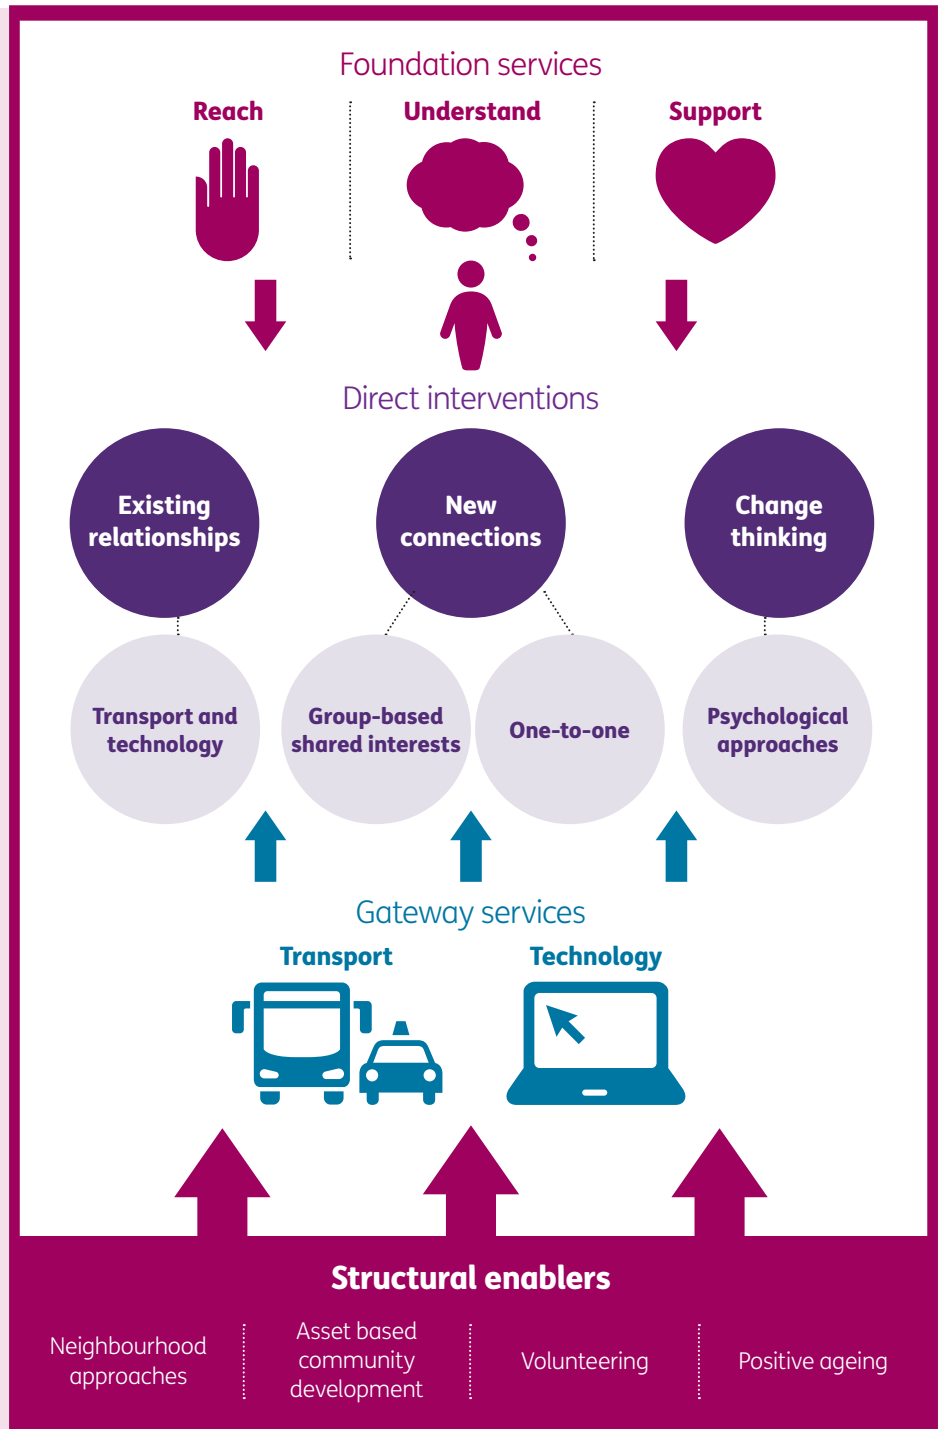 Foundation services
Reach
Understand
Support
Direct interventions
Existing
relationships
New
connections
Change
thinking
Transport and
technology
Group-based
shared interests
One-to-one
Psychological
approaches
Gateway services
Transport
Technology
Structural enablers
Neighbourhood
approaches
Asset based
community
development
Volunteering
Positive ageing